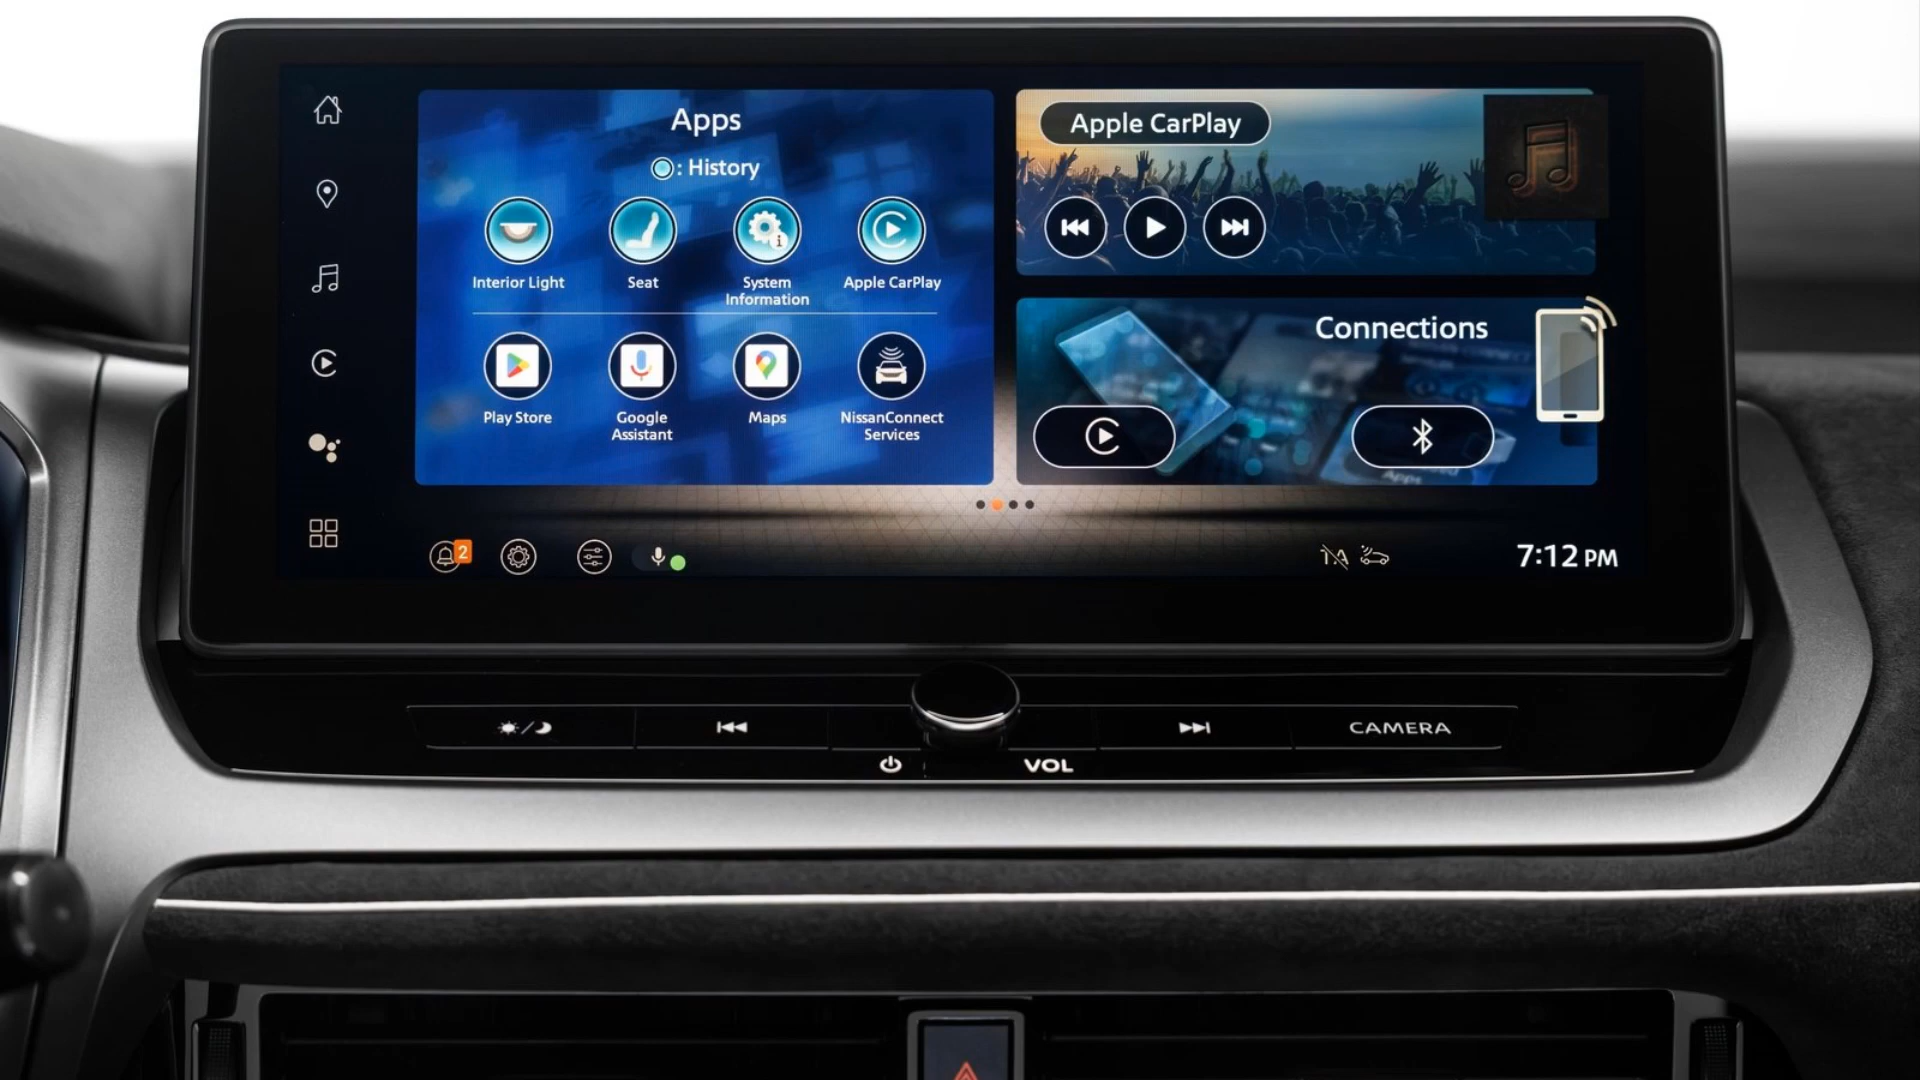 Apps
: History
Interior Light
Seat
System
Information
Apple CarPlay
Play Store
Google
Assistant
Maps
NissanConnect
Services
Apple CarPlay
Connections
Apps
2
7:12 PM
CAMERA
VOL